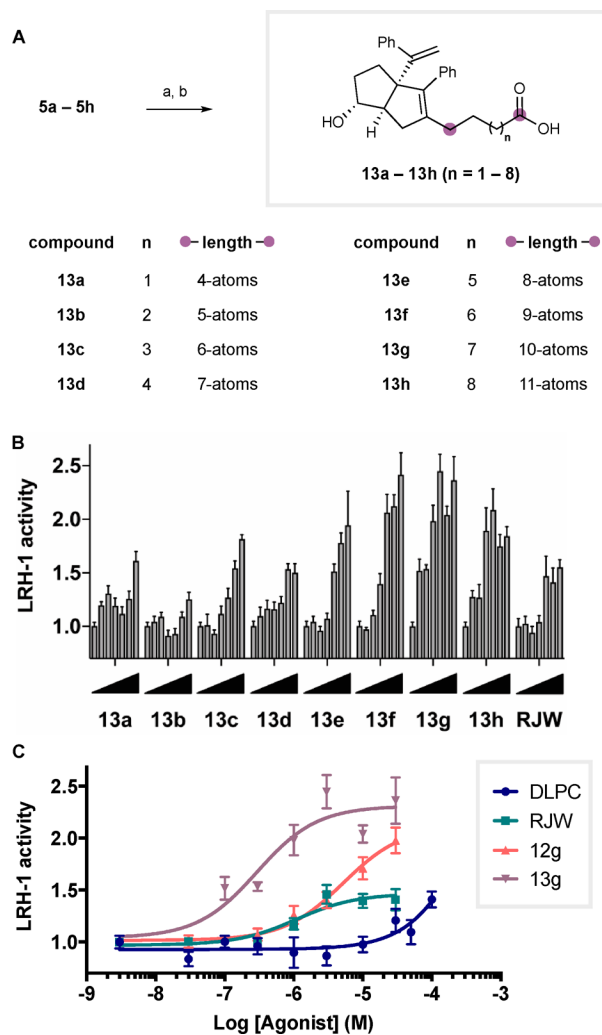 A
5a – 5h
a, b
Ph
Ph
O
OH
HO
H
n
13a – 13h (n = 1 – 8)
compound n length compound n length
13a 1 4-atoms 13e 5 8-atoms
13b 2 5-atoms 13f 6 9-atoms
13c 3 6-atoms 13g 7 10-atoms
13d 4 7-atoms 13h 8 11-atoms
B
LRH-1 activity
2.5
2.0
1.5
1.0
13a 13b 13c 13d 13e 13f 13g 13h RJW
C
LRH-1 activity
2.5
2.0
1.5
1.0
-9 -8 -7 -6 -5 -4 -3
Log [Agonist] (M)
DLPC
RJW
12g
13g